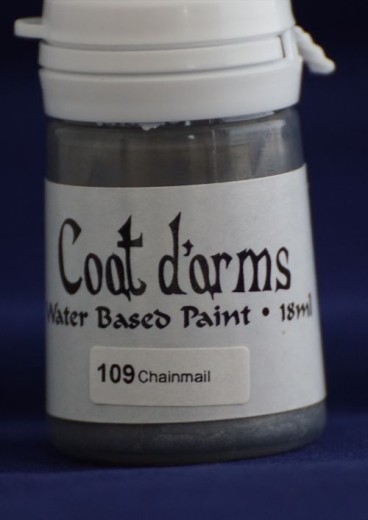 Coat d'arms
Water Based Paint • 18ml
109 Chainmail